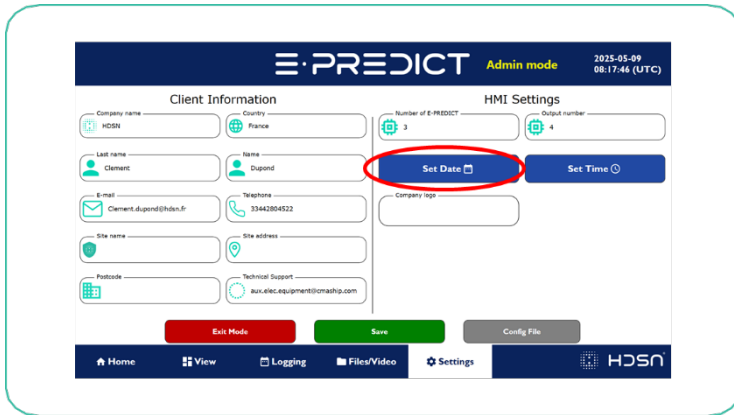 E·PREDICT
Admin mode
2025-05-09
08:17:46 (UTC)
Client Information
HMI Settings
Company name
HDSN
Country
France
Number of E-PREDICT
3
Output number
4
Last name
Clement
Name
Dupond
Set Date
Set Time
E-mail
Clement.dupond@hdsn.fr
Telephone
33442804522
Company logo
Site name
Site address
Postcode
Technical Support
aux.elec.equipment@cmaship.com
Exit Mode
Save
Config File
Home
View
Logging
Files/Video
Settings
HDSN